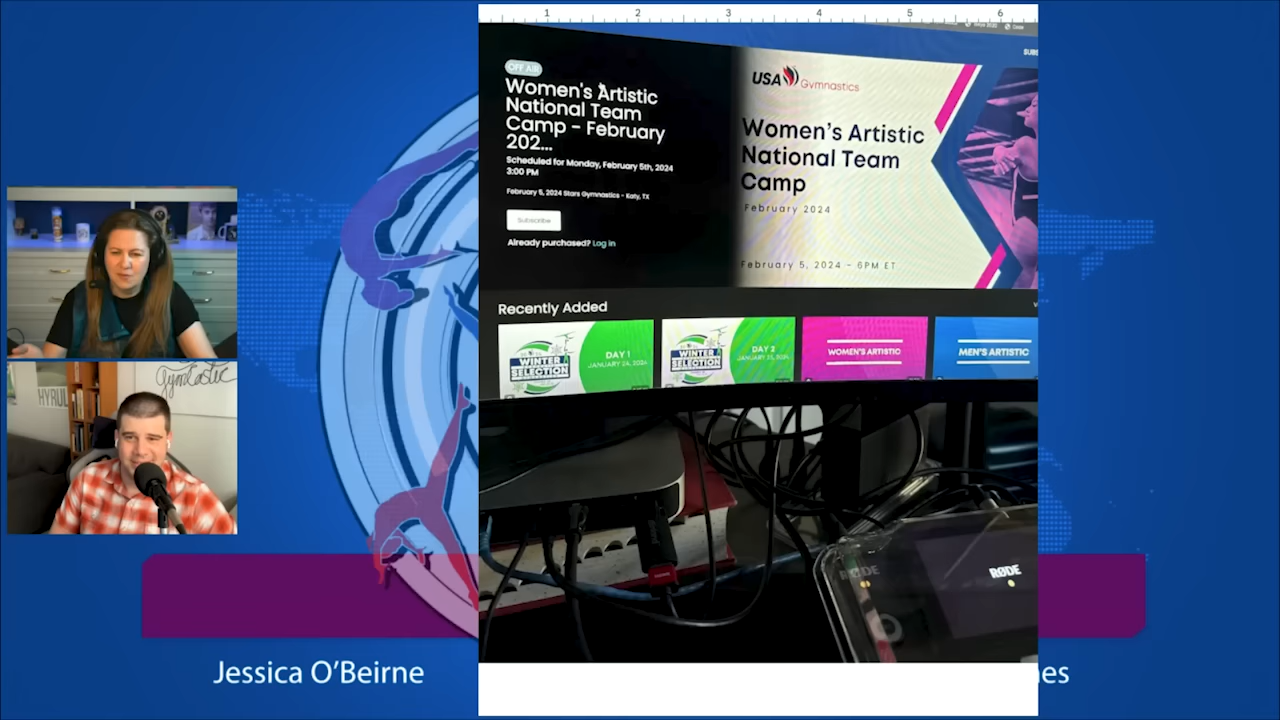 1 2 3 4 5 6
SUBS
OFF AIR
Women's Artistic
National Team
Camp - February
202...
Scheduled for Monday, February 5th, 2024
3:00 PM
February 5, 2024 Stars Gymnastics - Katy, TX
Subscribe
Already purchased? Log in
USA Gymnastics
Women's Artistic
National Team
Camp
February 2024
February 5, 2024 – 6PM ET
Recently Added
WINTER
SELECTION
DAY 1
JANUARY 24, 2024
WINTER
SELECTION
DAY 2
WOMEN'S ARTISTIC
MEN'S ARTISTIC
HYRUL
Gymcastic
RØDE
RØDE
Jessica O'Beirne
nes